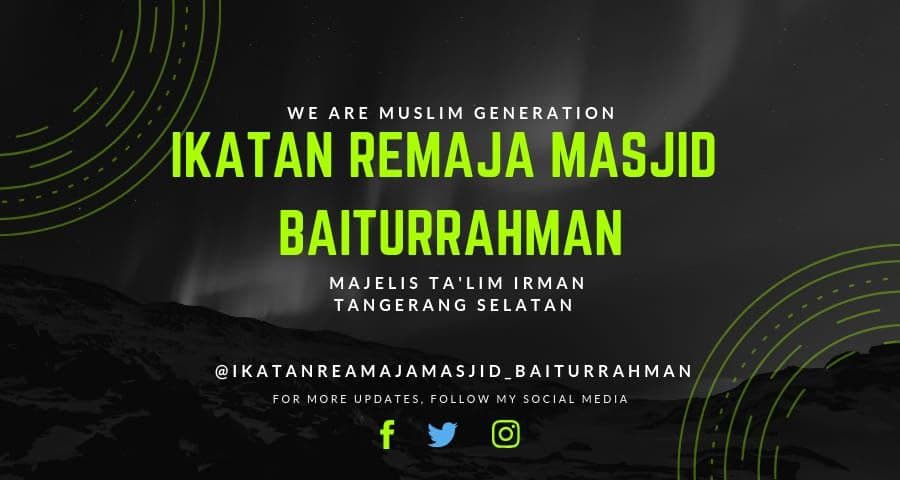 WE ARE MUSLIM GENERATION
IKATAN REMAJA MASJID
BAITURRAHMAN
MAJELIS TA'LIM IRMAN
TANGERANG SELATAN
@IKATANREAMAJAMASJID_BAITURRAHMAN
FOR MORE UPDATES, FOLLOW MY SOCIAL MEDIA